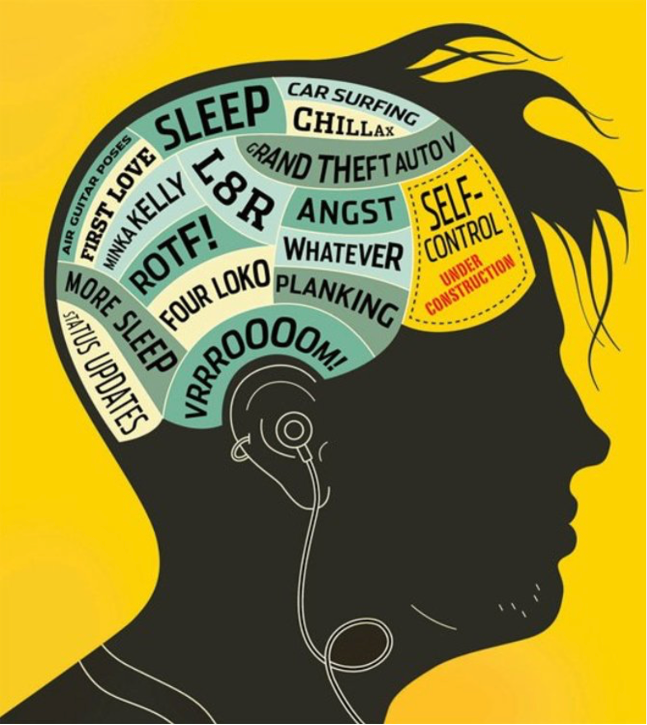 SLEEP
CAR SURFING
CHILLAX
GRAND THEFT AUTO V
AIR GUITAR POSES
FIRST LOVE
MINKA KELLY
L8R
ROTF!
ANGST
SELF-
CONTROL
UNDER
CONSTRUCTION
WHATEVER
FOUR LOKO
PLANKING
MORE SLEEP
STATUS UPDATES
VRRROOOOM!